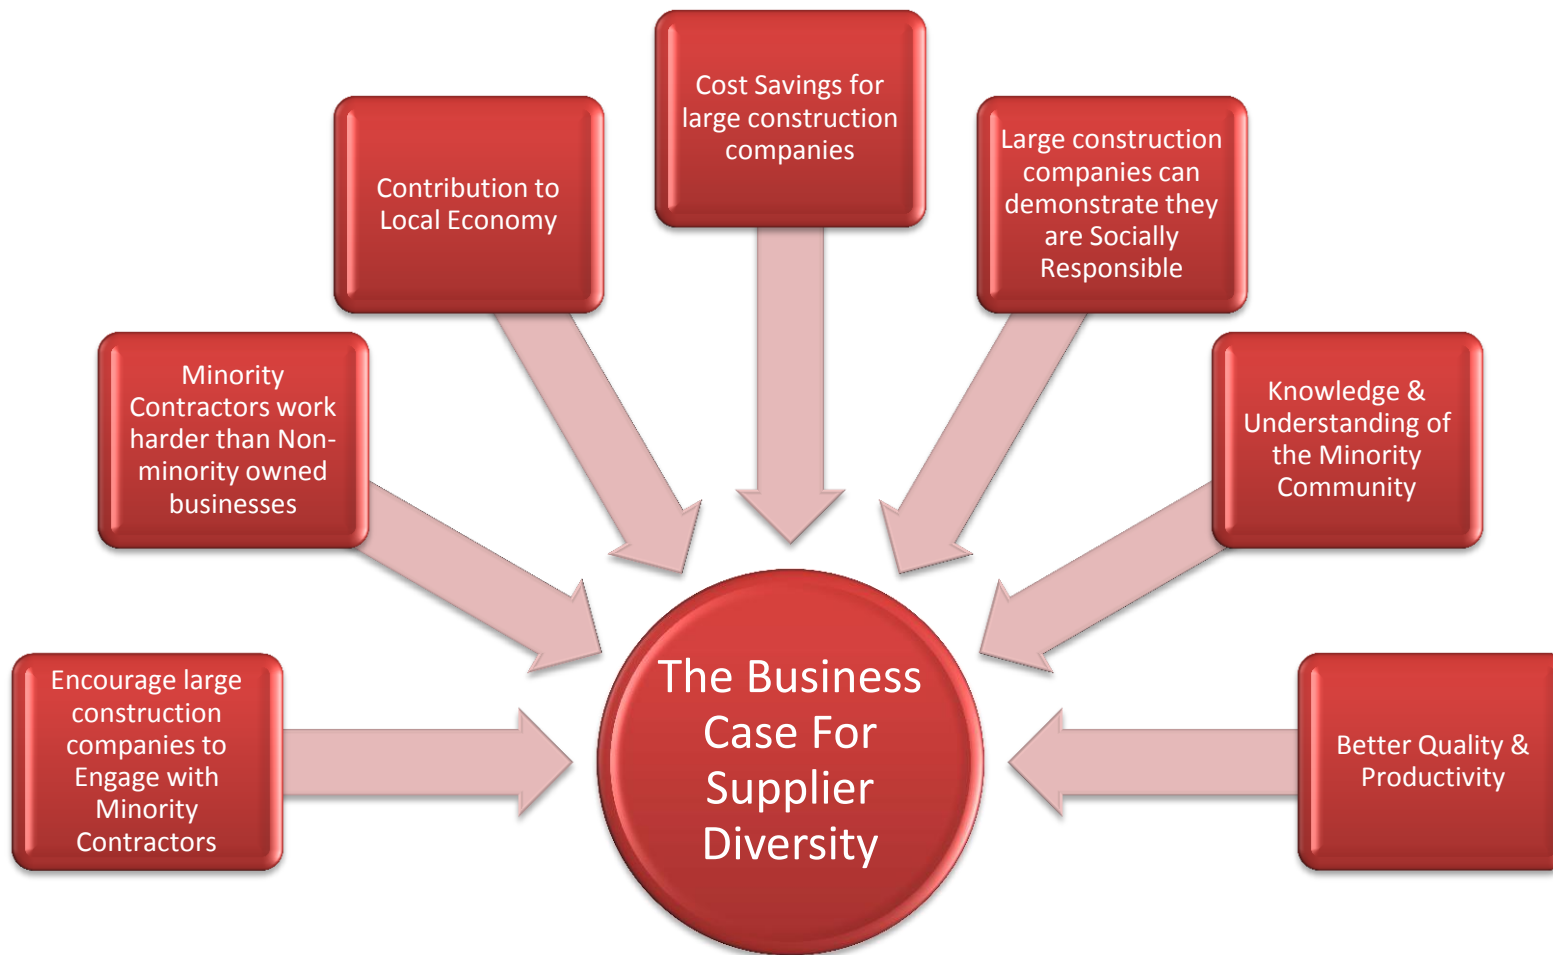 Cost Savings for
large construction
companies
Contribution to
Local Economy
Large construction
companies can
demonstrate they
are Socially
Responsible
Minority
Contractors work
harder than Non-
minority owned
businesses
Knowledge &
Understanding of
the Minority
Community
Encourage large
construction
companies to
Engage with
Minority
Contractors
The Business
Case For
Supplier
Diversity
Better Quality &
Productivity